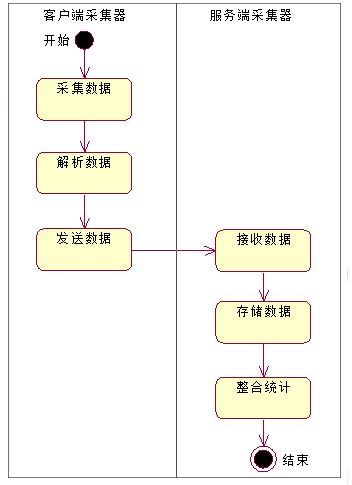 客户端采集器
服务端采集器
开始
采集数据
解析数据
发送数据
接收数据
存储数据
整合统计
结束